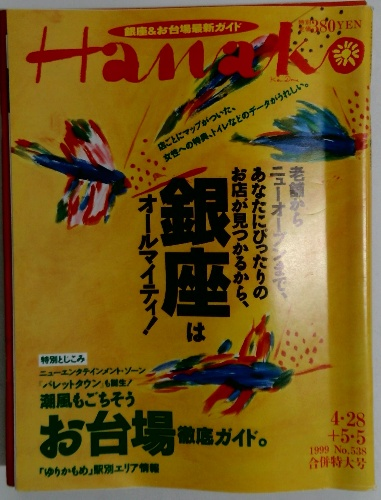 銀座&お台場最新ガイド
380YEN
Hanako
店ごとにマップがついた、
女性への特典、トイレなどのデータがうれしい。
老舗から
ニューオープンまで、
あなたにぴったりの
お店が見つかるから、
銀座は
オールマイティ!
特別とじこみ
ニューエンタテインメント・ゾーン
「パレットタウン」も誕生!
潮風もごちそう
お台場徹底ガイド。
「ゆりかもめ」駅別エリア情報
4・28
+5・5
1999 No.538
合併特大号